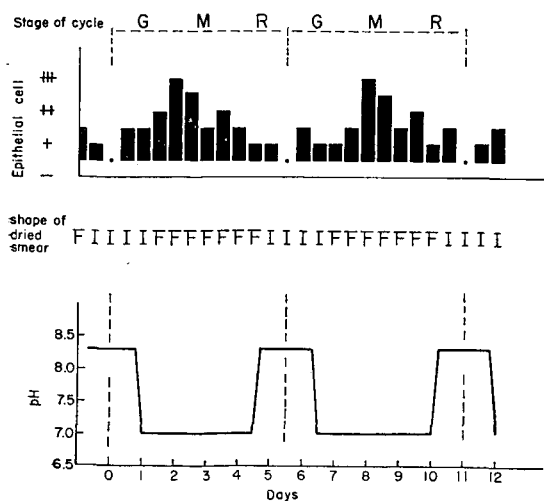 Stage of cycle G M R G M R
Epithelial cell
+++
++
+
—
shape of
dried
smear
F I I I I F F F F F F F I I I I F F F F F F F I I I I
pH
8.5
8.0
7.5
7.0
6.5
0 1 2 3 4 5 6 7 8 9 10 11 12
Days